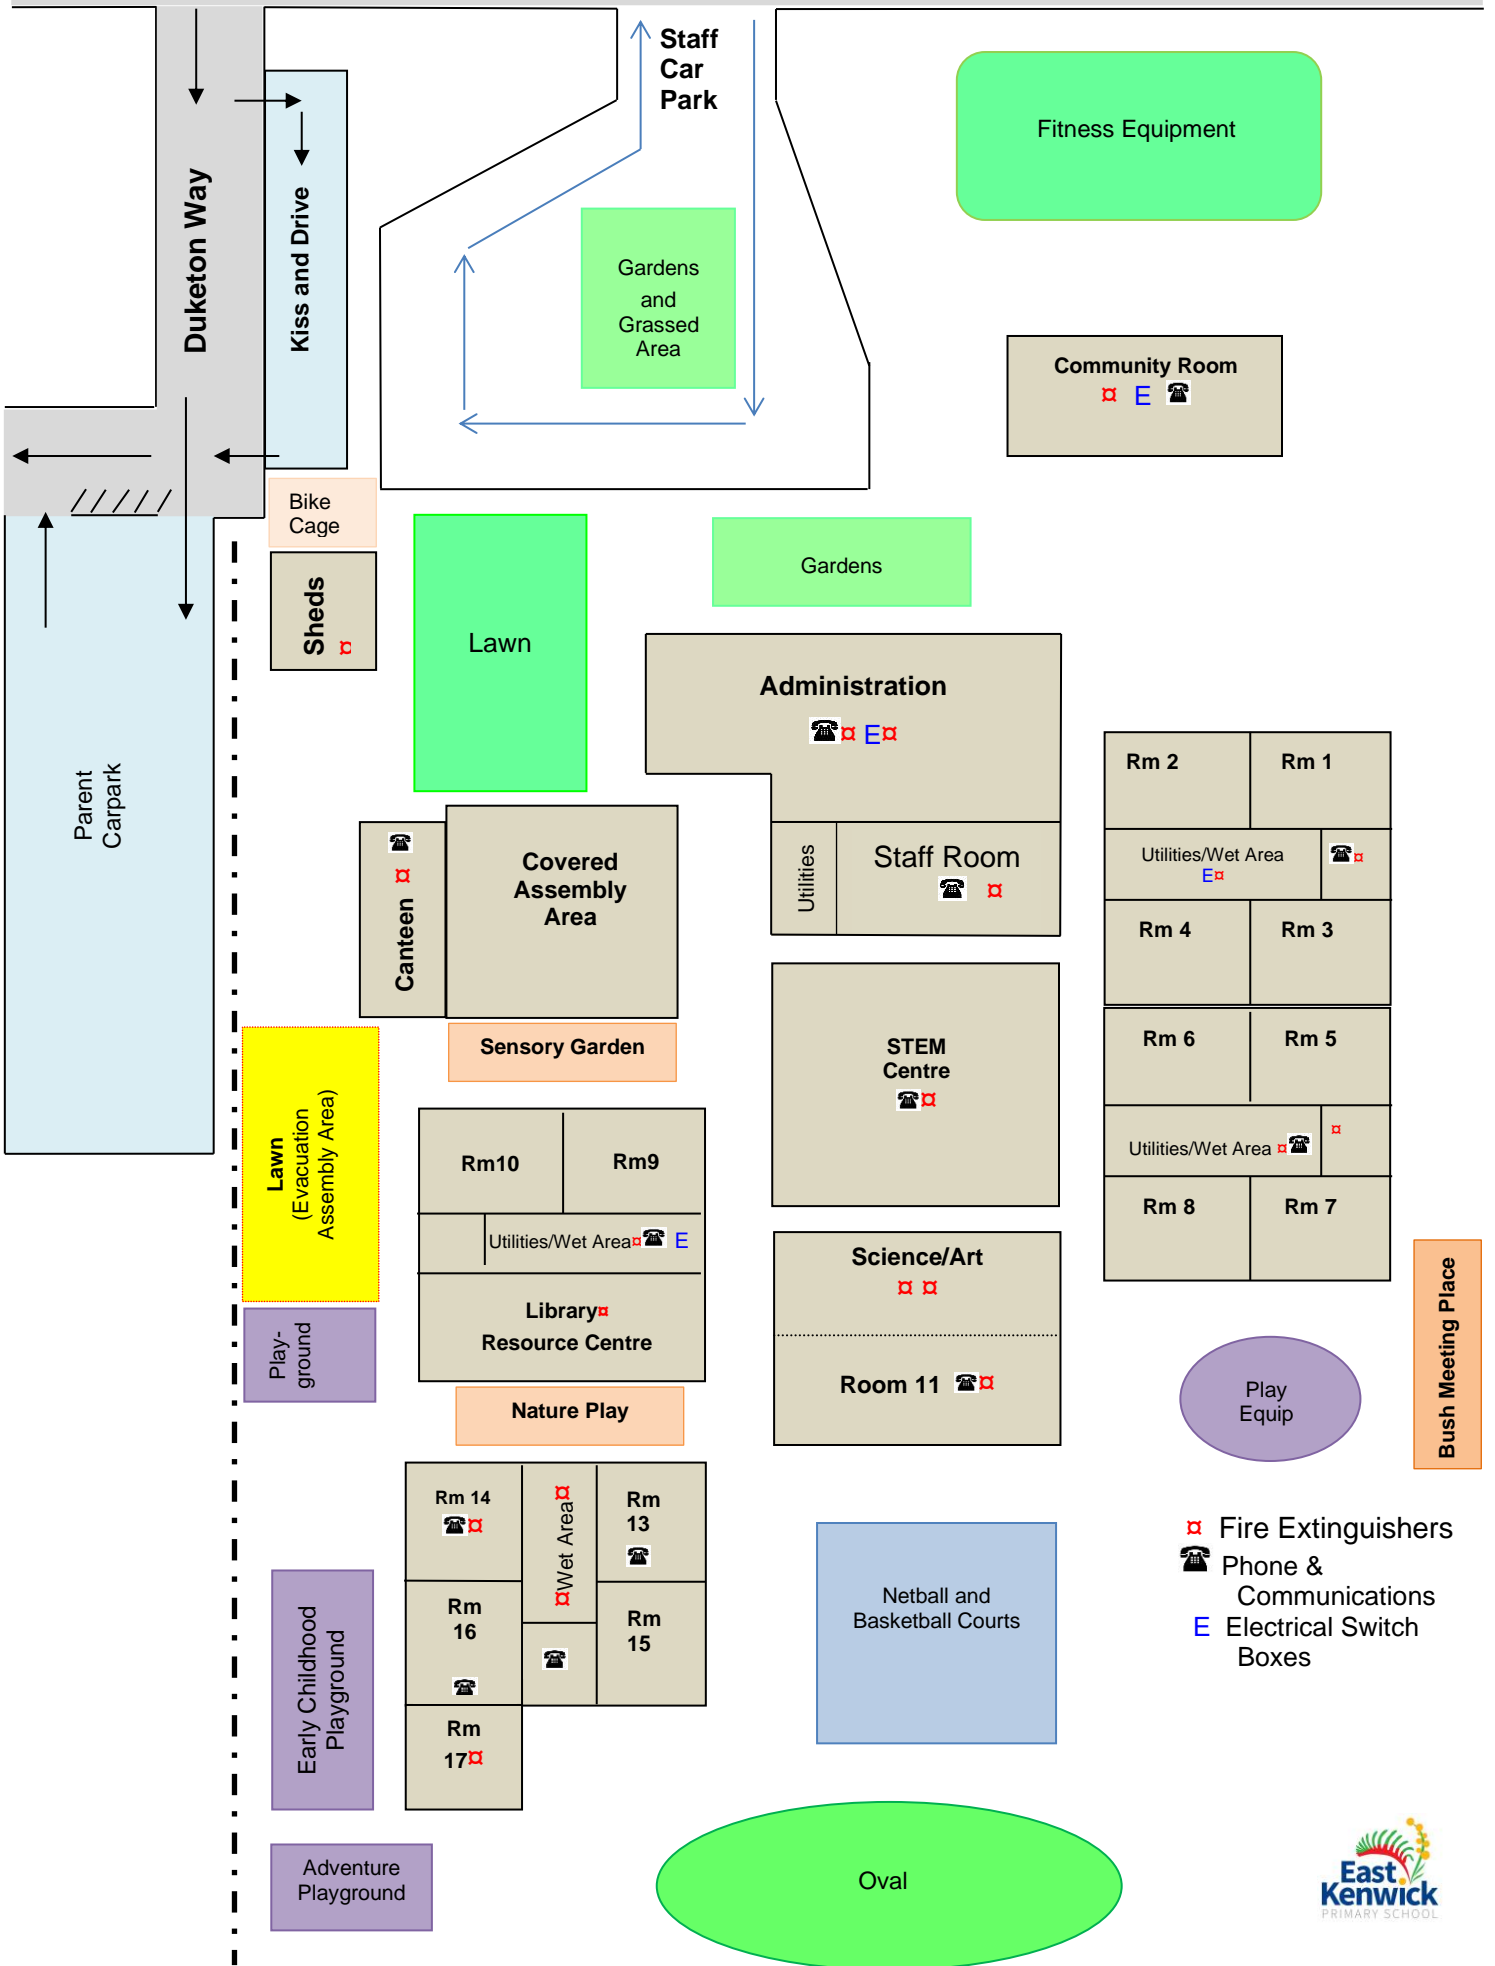 Staff
Car
Park
Fitness Equipment
Duketon Way
Kiss and Drive
Gardens
and
Grassed
Area
Community Room
¤ E ☎
Bike
Cage
Sheds ¤
Lawn
Gardens
Administration
☎¤ E¤
Parent
Carpark
Rm 2
Rm 1
Utilities/Wet Area
E¤
☎¤
Rm 4
Rm 3
Canteen ¤ ☎
Covered
Assembly
Area
Utilities
Staff Room
☎ ¤
Sensory Garden
STEM
Centre
☎¤
Rm 6
Rm 5
Utilities/Wet Area ¤☎
¤
Rm 8
Rm 7
Lawn
(Evacuation
Assembly Area)
Rm10
Rm9
Utilities/Wet Area¤☎ E
Library¤
Resource Centre
Science/Art
¤ ¤
Room 11 ☎¤
Play-
ground
Nature Play
Play
Equip
Bush Meeting Place
Rm 14
☎¤
¤Wet Area¤
Rm
13
☎
Rm
16
☎
☎
Rm
15
Rm
17¤
Early Childhood
Playground
Netball and
Basketball Courts
¤ Fire Extinguishers
☎ Phone &
Communications
E Electrical Switch
Boxes
Adventure
Playground
Oval
East
Kenwick
PRIMARY SCHOOL